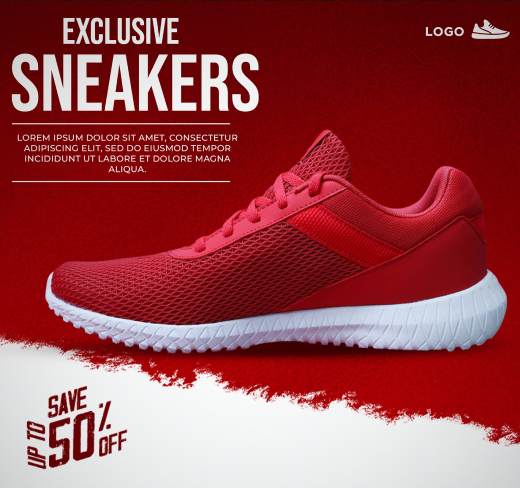 EXCLUSIVE
LOGO
SNEAKERS
LOREM IPSUM DOLOR SIT AMET, CONSECTETUR
ADIPISCING ELIT, SED DO EIUSMOD TEMPOR
INCIDIDUNT UT LABORE ET DOLORE MAGNA
ALIQUA.
SAVE
UP TO
50%
OFF